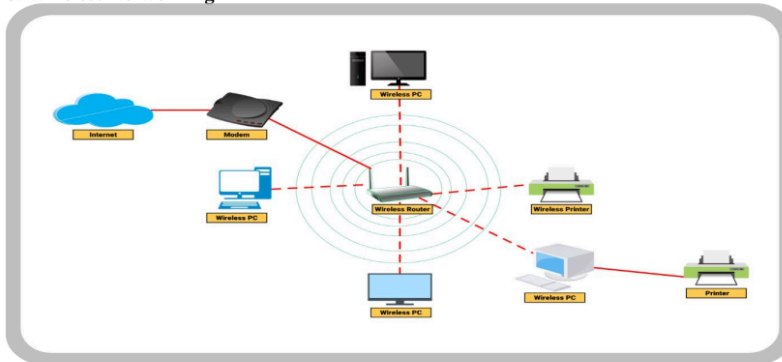 Wireless PC
Internet
Modem
Wireless PC
Wireless Router
Wireless Printer
Wireless PC
Wireless PC
Printer